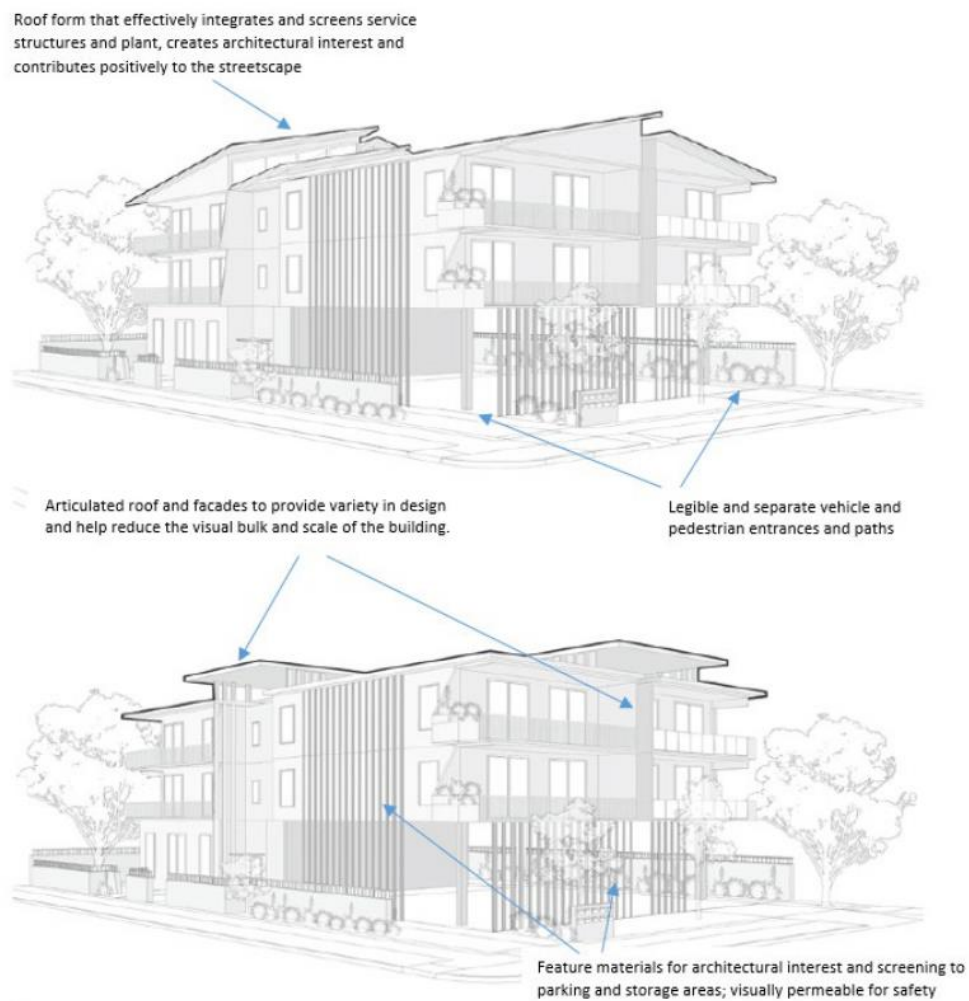 Roof form that effectively integrates and screens service
structures and plant, creates architectural interest and
contributes positively to the streetscape
Articulated roof and facades to provide variety in design
and help reduce the visual bulk and scale of the building.
Legible and separate vehicle and
pedestrian entrances and paths
Feature materials for architectural interest and screening to
parking and storage areas; visually permeable for safety